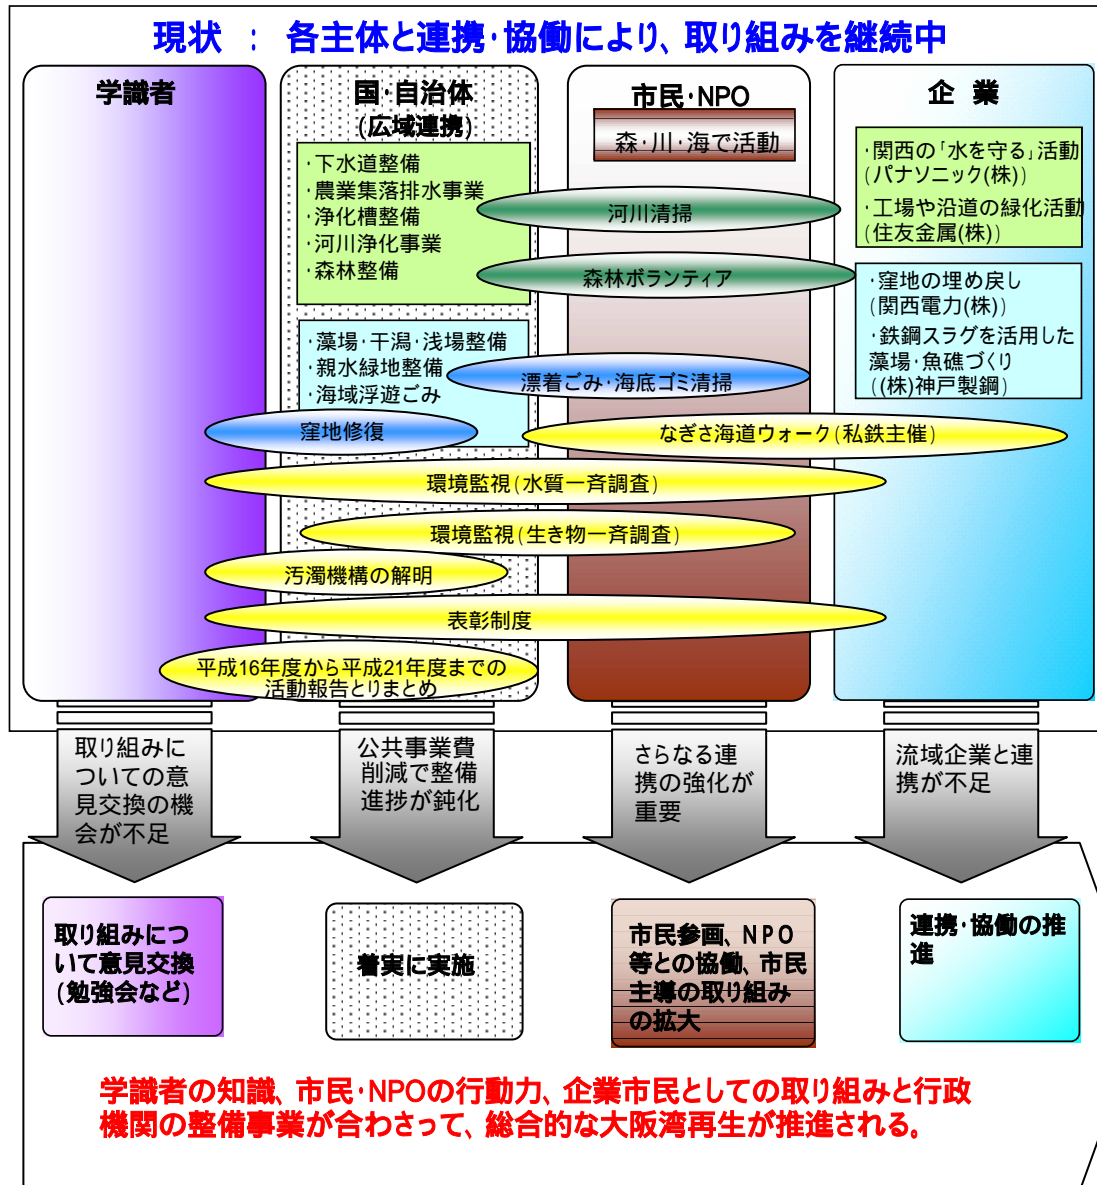 現状 : 各主体と連携・協働により、取り組みを継続中
学識者
国・自治体
(広域連携)
・下水道整備
・農業集落排水事業
・浄化槽整備
・河川浄化事業
・森林整備
・藻場・干潟・浅場整備
・親水緑地整備
・海域浮遊ごみ
市民・NPO
森・川・海で活動
企 業
・関西の「水を守る」活動
(パナソニック(株))
・工場や沿道の緑化活動
(住友金属(株))
・窪地の埋め戻し
(関西電力(株))
・鉄鋼スラグを活用した
藻場・魚礁づくり
((株)神戸製鋼)
河川清掃
森林ボランティア
漂着ごみ・海底ゴミ清掃
窪地修復
なぎさ海道ウォーク(私鉄主催)
環境監視(水質一斉調査)
環境監視(生き物一斉調査)
汚濁機構の解明
表彰制度
平成16年度から平成21年度までの
活動報告とりまとめ
取り組みに
ついての意
見交換の機
会が不足
公共事業費
削減で整備
進捗が鈍化
さらなる連
携の強化が
重要
流域企業と連
携が不足
取り組みにつ
いて意見交換
(勉強会など)
着実に実施
市民参画、NPO
等との協働、市民
主導の取り組み
の拡大
連携・協働の推
進
学識者の知識、市民・NPOの行動力、企業市民としての取り組みと行政
機関の整備事業が合わさって、総合的な大阪湾再生が推進される。